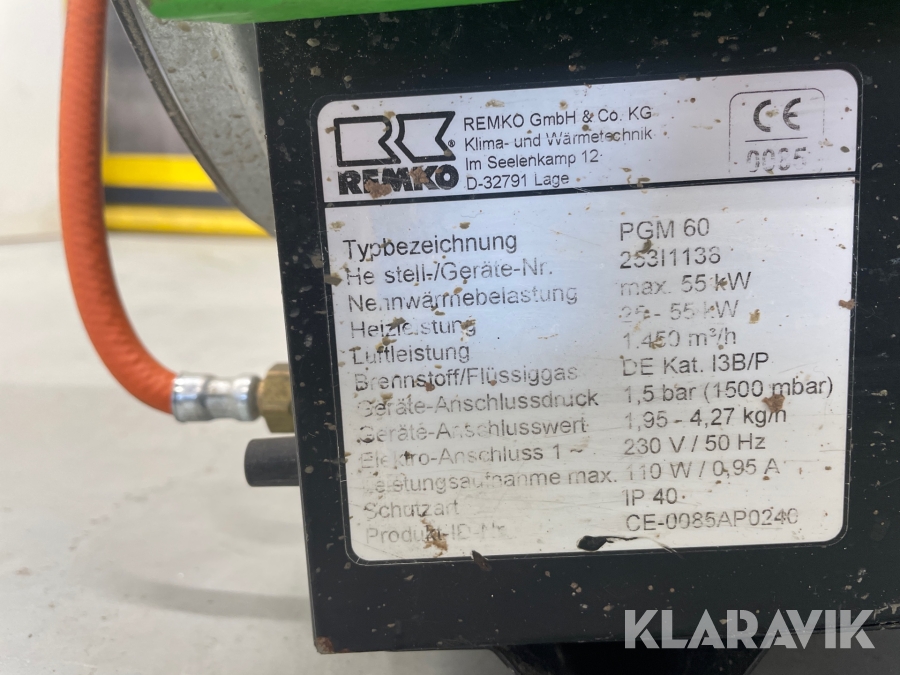 REMKO
REMKO GmbH & Co. KG
Klima- und Wärmetechnik
Im Seelenkamp 12
D-32791 Lage
CE
0085
Typbezeichnung PGM 60
Herstell-/Geräte-Nr. 253I1138
Nennwärmebelastung max. 55 kW
Heizleistung 25 - 55 kW
Luftleistung 1.450 m³/h
Brennstoff/Flüssiggas DE Kat. I3B/P
Geräte-Anschlussdruck 1,5 bar (1500 mbar)
Geräte-Anschlusswert 1,95 - 4,27 kg/h
Elektro-Anschluss 1 ~ 230 V / 50 Hz
Leistungsaufnahme max. 110 W / 0,95 A
Schutzart IP 40
Produkt-ID-Nr. CE-0085AP0240
KLARAVIK